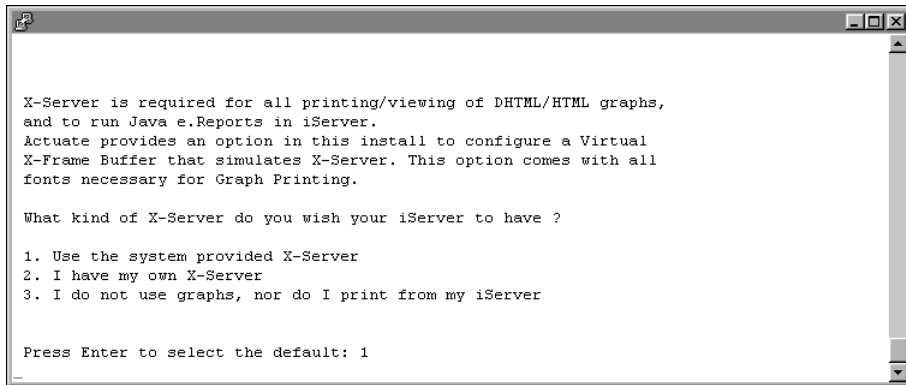 X-Server is required for all printing/viewing of DHTML/HTML graphs,
and to run Java e.Reports in iServer.
Actuate provides an option in this install to configure a Virtual
X-Frame Buffer that simulates X-Server. This option comes with all
fonts necessary for Graph Printing.
What kind of X-Server do you wish your iServer to have ?
1. Use the system provided X-Server
2. I have my own X-Server
3. I do not use graphs, nor do I print from my iServer
Press Enter to select the default: 1